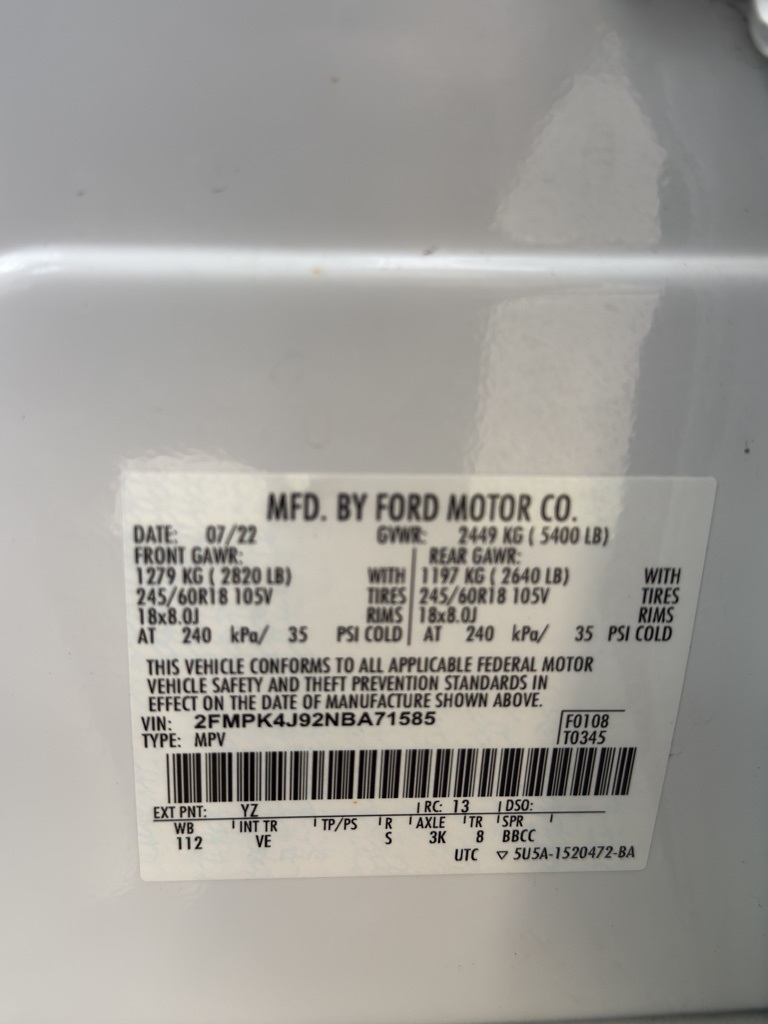 MFD. BY FORD MOTOR CO.
DATE: 07/22 GVWR: 2449 KG ( 5400 LB)
FRONT GAWR: REAR GAWR:
1279 KG ( 2820 LB) WITH 1197 KG ( 2640 LB) WITH
245/60R18 105V TIRES 245/60R18 105V TIRES
18x8.0J RIMS 18x8.0J RIMS
AT 240 kPa/ 35 PSI COLD AT 240 kPa/ 35 PSI COLD
THIS VEHICLE CONFORMS TO ALL APPLICABLE FEDERAL MOTOR
VEHICLE SAFETY AND THEFT PREVENTION STANDARDS IN
EFFECT ON THE DATE OF MANUFACTURE SHOWN ABOVE.
VIN: 2FMPK4J92NBA71585 F0108
TYPE: MPV T0345
EXT PNT: YZ RC: 13 DSO:
WB INT TR TP/PS R AXLE TR SPR
112 VE S 3K 8 BBCC
UTC ▽ 5U5A-1520472-BA